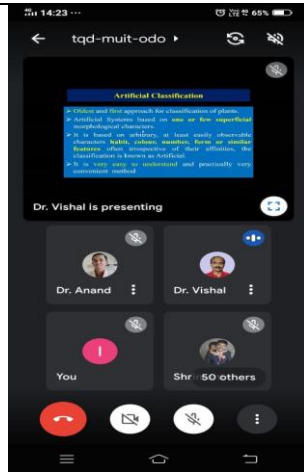 14:23 ... 65%
tqd-muit-odo
Artificial Classification
Oldest and first approach for classification of plants.
Artificial Systems based on one or few superficial
morphological characters.
It is based on arbitrary, at least easily observable
characters habit, colour, number, form or similar
features often irrespective of their affinities, the
classification is known as Artificial.
It is very easy to understand and practically very
convenient method
Dr. Vishal is presenting
Dr. Anand
Dr. Vishal
I
You
Shri
50 others